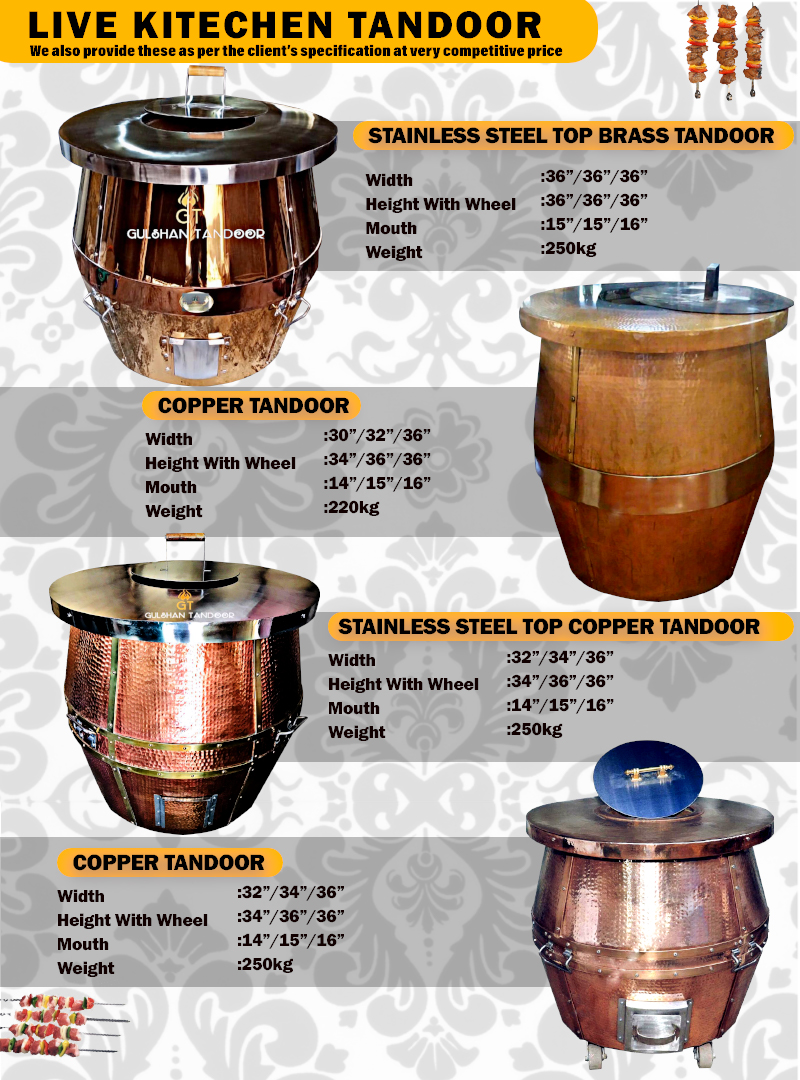 LIVE KITECHEN TANDOOR
We also provide these as per the client's specification at very competitive price
GT
GULSHAN TANDOOR
STAINLESS STEEL TOP BRASS TANDOOR
Width :36”/36”/36”
Height With Wheel :36”/36”/36”
Mouth :15”/15”/16”
Weight :250kg
COPPER TANDOOR
Width :30”/32”/36”
Height With Wheel :34”/36”/36”
Mouth :14”/15”/16”
Weight :220kg
GT
GULSHAN TANDOOR
STAINLESS STEEL TOP COPPER TANDOOR
Width :32”/34”/36”
Height With Wheel :34”/36”/36”
Mouth :14”/15”/16”
Weight :250kg
COPPER TANDOOR
Width :32”/34”/36”
Height With Wheel :34”/36”/36”
Mouth :14”/15”/16”
Weight :250kg